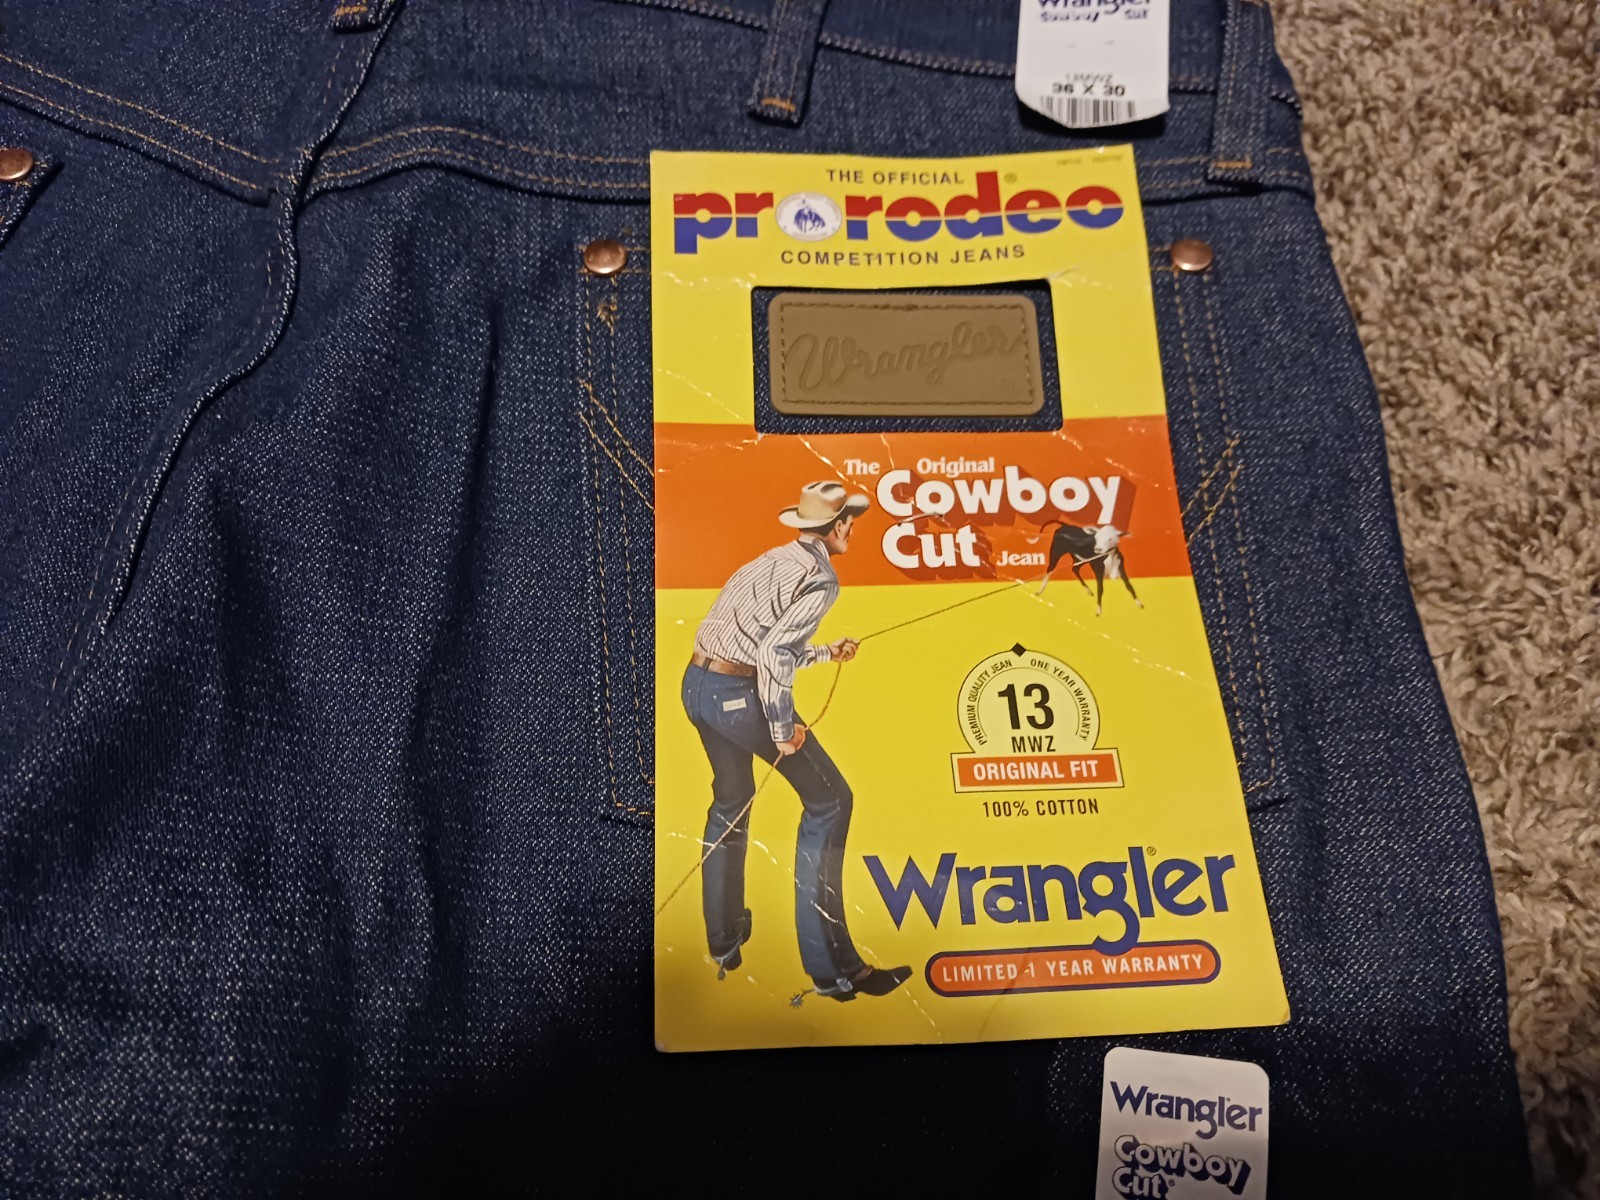 Wrangler
Cowboy Cut
13MWZ
36 X 30
THE OFFICIAL
prorodeo®
COMPETITION JEANS
Wrangler
®
The Original
Cowboy
Cut Jean
PREMIUM QUALITY JEAN ONE YEAR WARRANTY
13
MWZ
ORIGINAL FIT
100% COTTON
Wrangler®
LIMITED-1 YEAR WARRANTY
Wrangler
Cowboy
Cut®